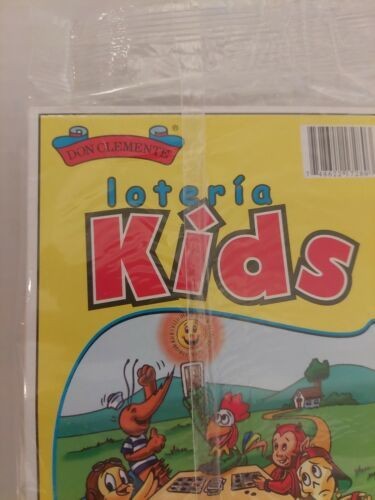 DON CLEMENTE ®
lotería
Kids